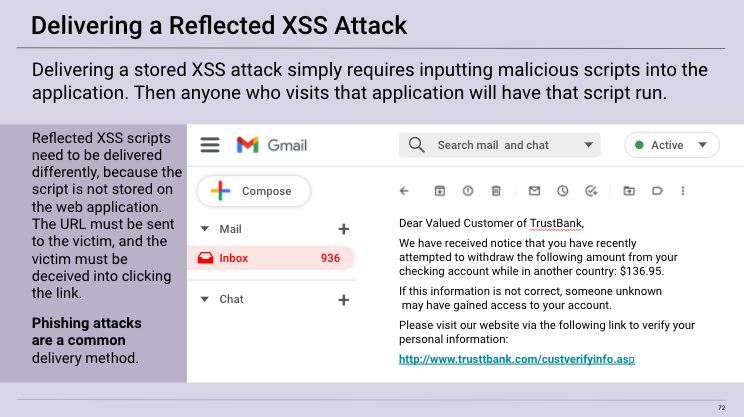 Delivering a Reflected XSS Attack
Delivering a stored XSS attack simply requires inputting malicious scripts into the
application. Then anyone who visits that application will have that script run.
Reflected XSS scripts
need to be delivered
differently, because the
script is not stored on
the web application.
The URL must be sent
to the victim, and the
victim must be
deceived into clicking
the link.
Phishing attacks
are a common
delivery method.
Gmail
Search mail and chat
Active
Compose
Mail
Inbox 936
Chat
Dear Valued Customer of TrustBank,
We have received notice that you have recently
attempted to withdraw the following amount from your
checking account while in another country: $136.95.
If this information is not correct, someone unknown
may have gained access to your account.
Please visit our website via the following link to verify your
personal information:
http://www.trusttbank.com/custverifyinfo.asp
72